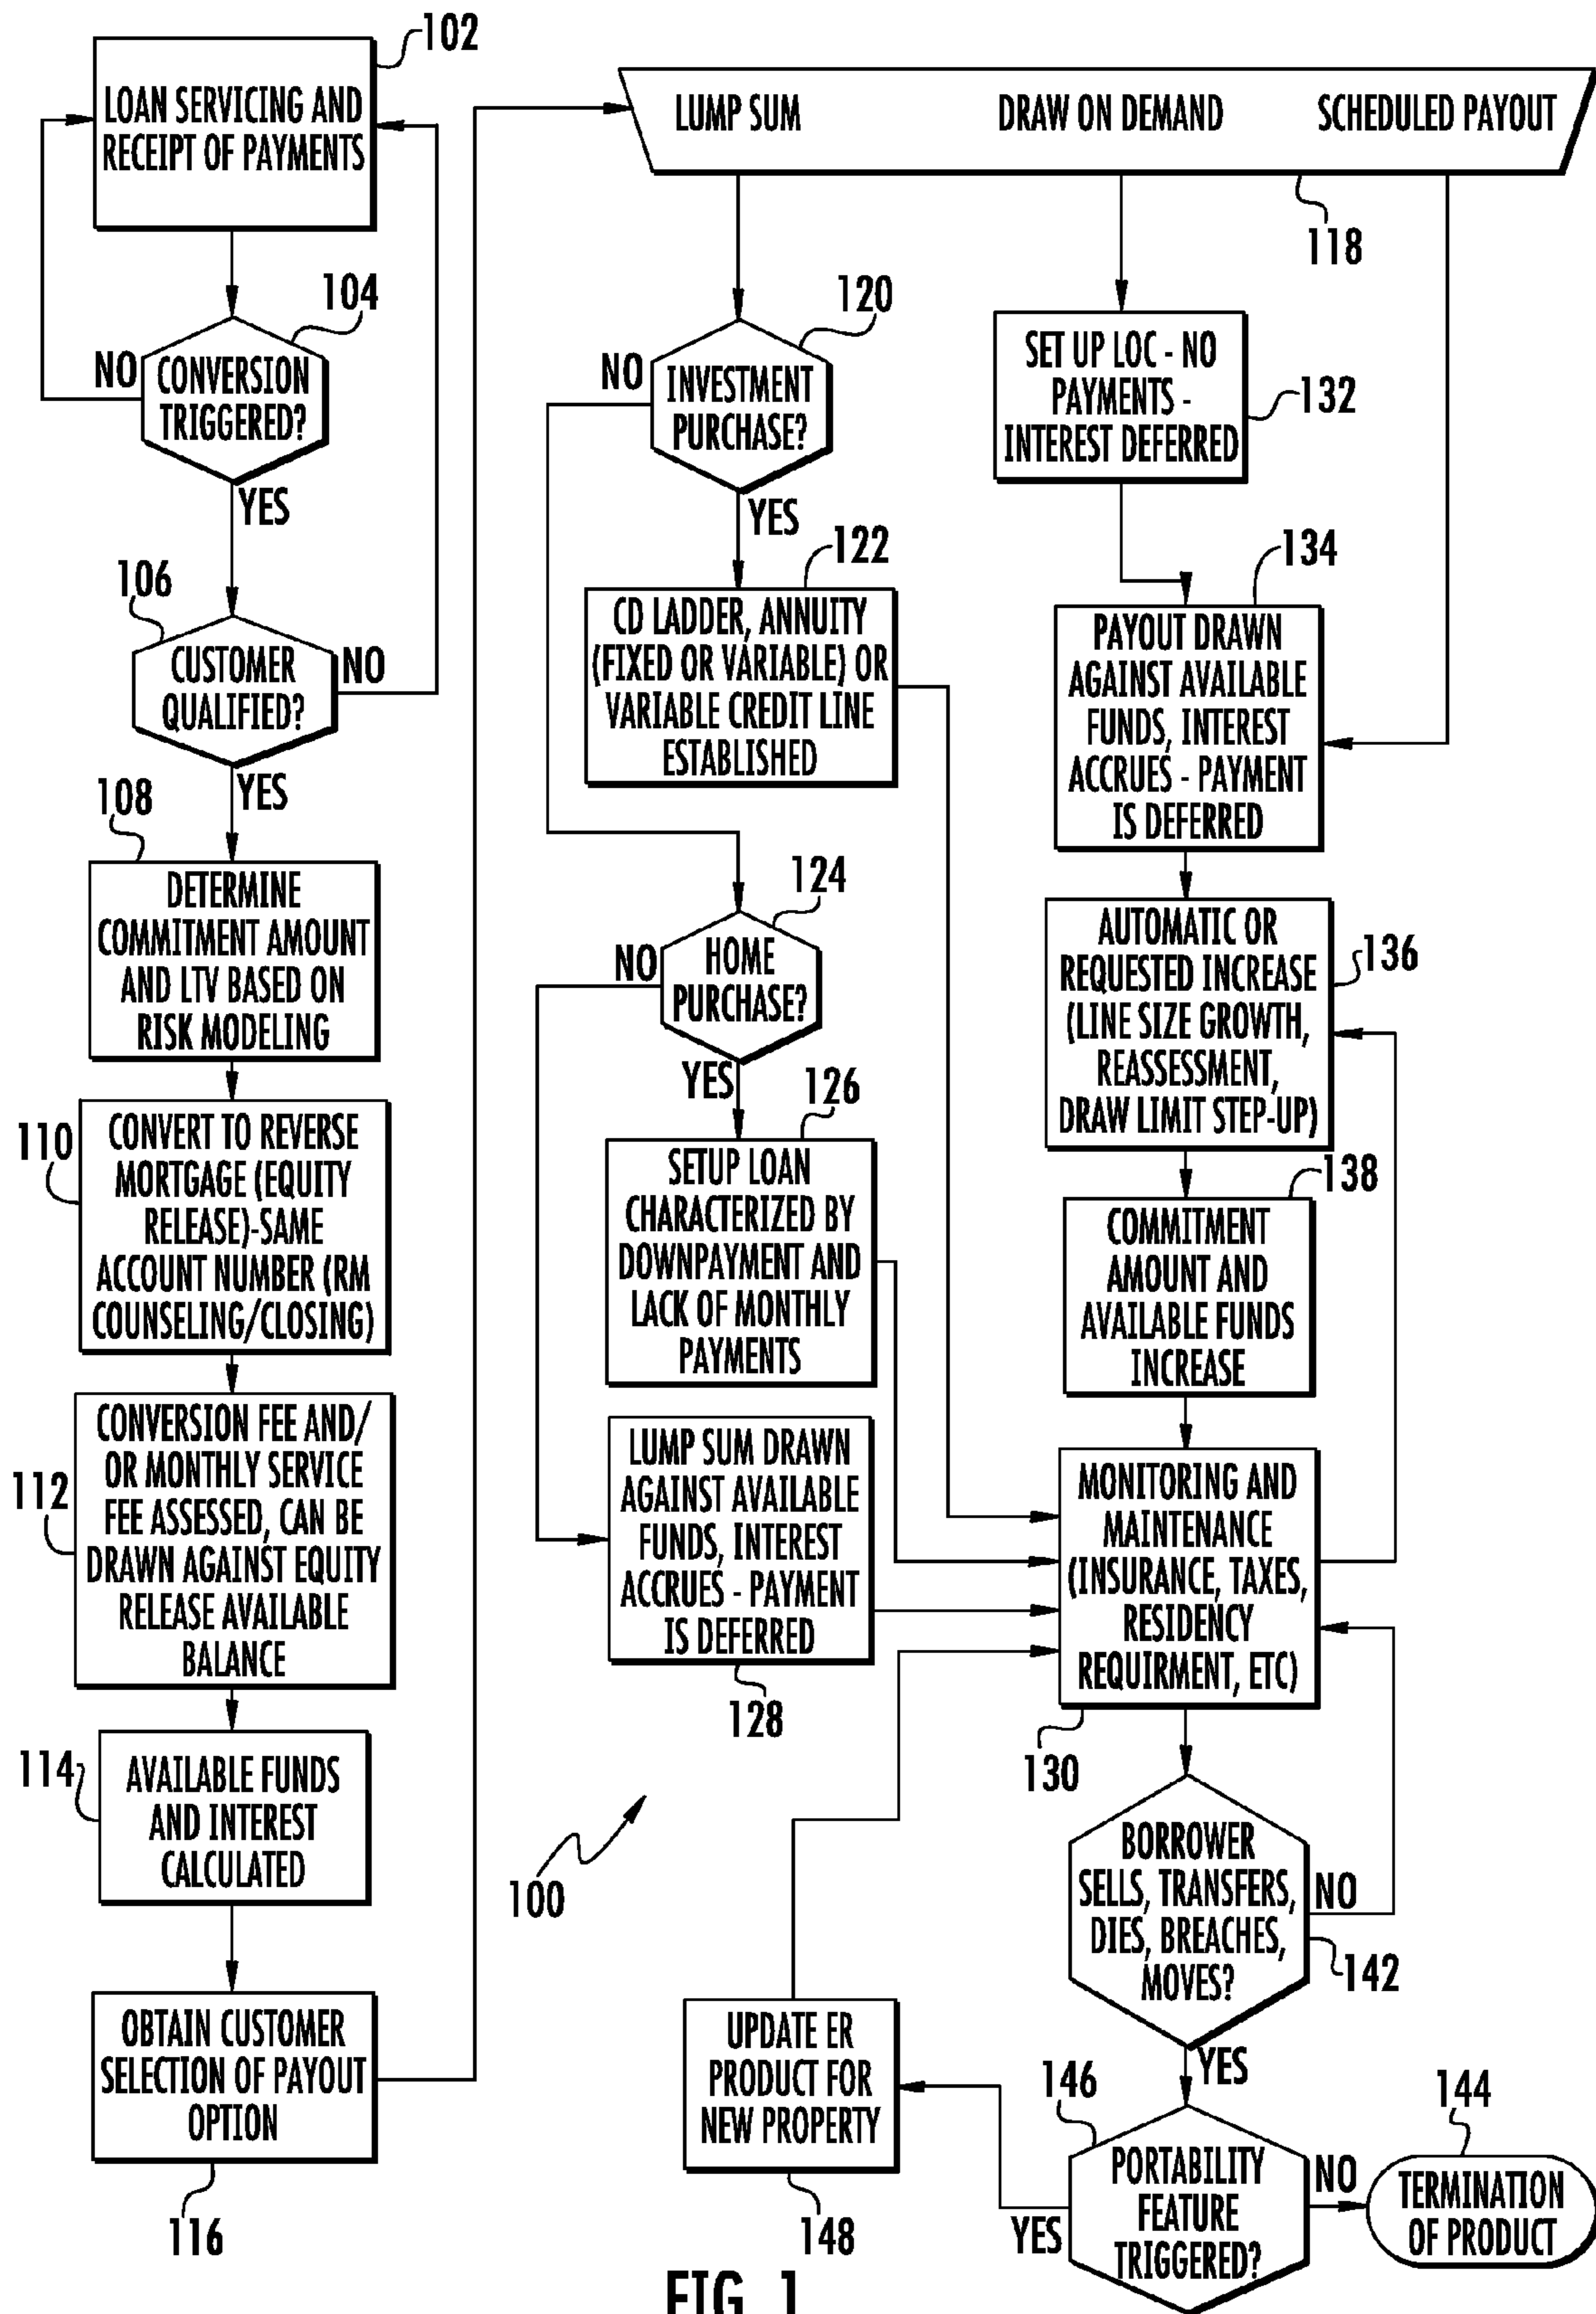 102
LOAN SERVICING AND
RECEIPT OF PAYMENTS
104
NO
CONVERSION
TRIGGERED?
YES
106
CUSTOMER
QUALIFIED?
NO
YES
108
DETERMINE
COMMITMENT AMOUNT
AND LTV BASED ON
RISK MODELING
110
CONVERT TO REVERSE
MORTGAGE (EQUITY
RELEASE)-SAME
ACCOUNT NUMBER (RM
COUNSELING/CLOSING)
112
CONVERSION FEE AND/
OR MONTHLY SERVICE
FEE ASSESSED, CAN BE
DRAWN AGAINST EQUITY
RELEASE AVAILABLE
BALANCE
114
AVAILABLE FUNDS
AND INTEREST
CALCULATED
OBTAIN CUSTOMER
SELECTION OF PAYOUT
OPTION
116
LUMP SUM
DRAW ON DEMAND
SCHEDULED PAYOUT
118
120
NO
INVESTMENT
PURCHASE?
YES
122
CD LADDER, ANNUITY
(FIXED OR VARIABLE) OR
VARIABLE CREDIT LINE
ESTABLISHED
124
NO
HOME
PURCHASE?
YES
126
SETUP LOAN
CHARACTERIZED BY
DOWNPAYMENT AND
LACK OF MONTHLY
PAYMENTS
LUMP SUM DRAWN
AGAINST AVAILABLE
FUNDS, INTEREST
ACCRUES - PAYMENT
IS DEFERRED
128
100
SET UP LOC - NO
PAYMENTS -
INTEREST DEFERRED
132
134
PAYOUT DRAWN
AGAINST AVAILABLE
FUNDS, INTEREST
ACCRUES - PAYMENT
IS DEFERRED
AUTOMATIC OR
REQUESTED INCREASE
(LINE SIZE GROWTH,
REASSESSMENT,
DRAW LIMIT STEP-UP)
136
138
COMMITMENT
AMOUNT AND
AVAILABLE FUNDS
INCREASE
MONITORING AND
MAINTENANCE
(INSURANCE, TAXES,
RESIDENCY
REQUIRMENT, ETC)
130
BORROWER
SELLS, TRANSFERS,
DIES, BREACHES,
MOVES?
NO
142
YES
146
PORTABILITY
FEATURE
TRIGGERED?
NO
YES
144
TERMINATION
OF PRODUCT
UPDATE ER
PRODUCT FOR
NEW PROPERTY
148
FIG. 1